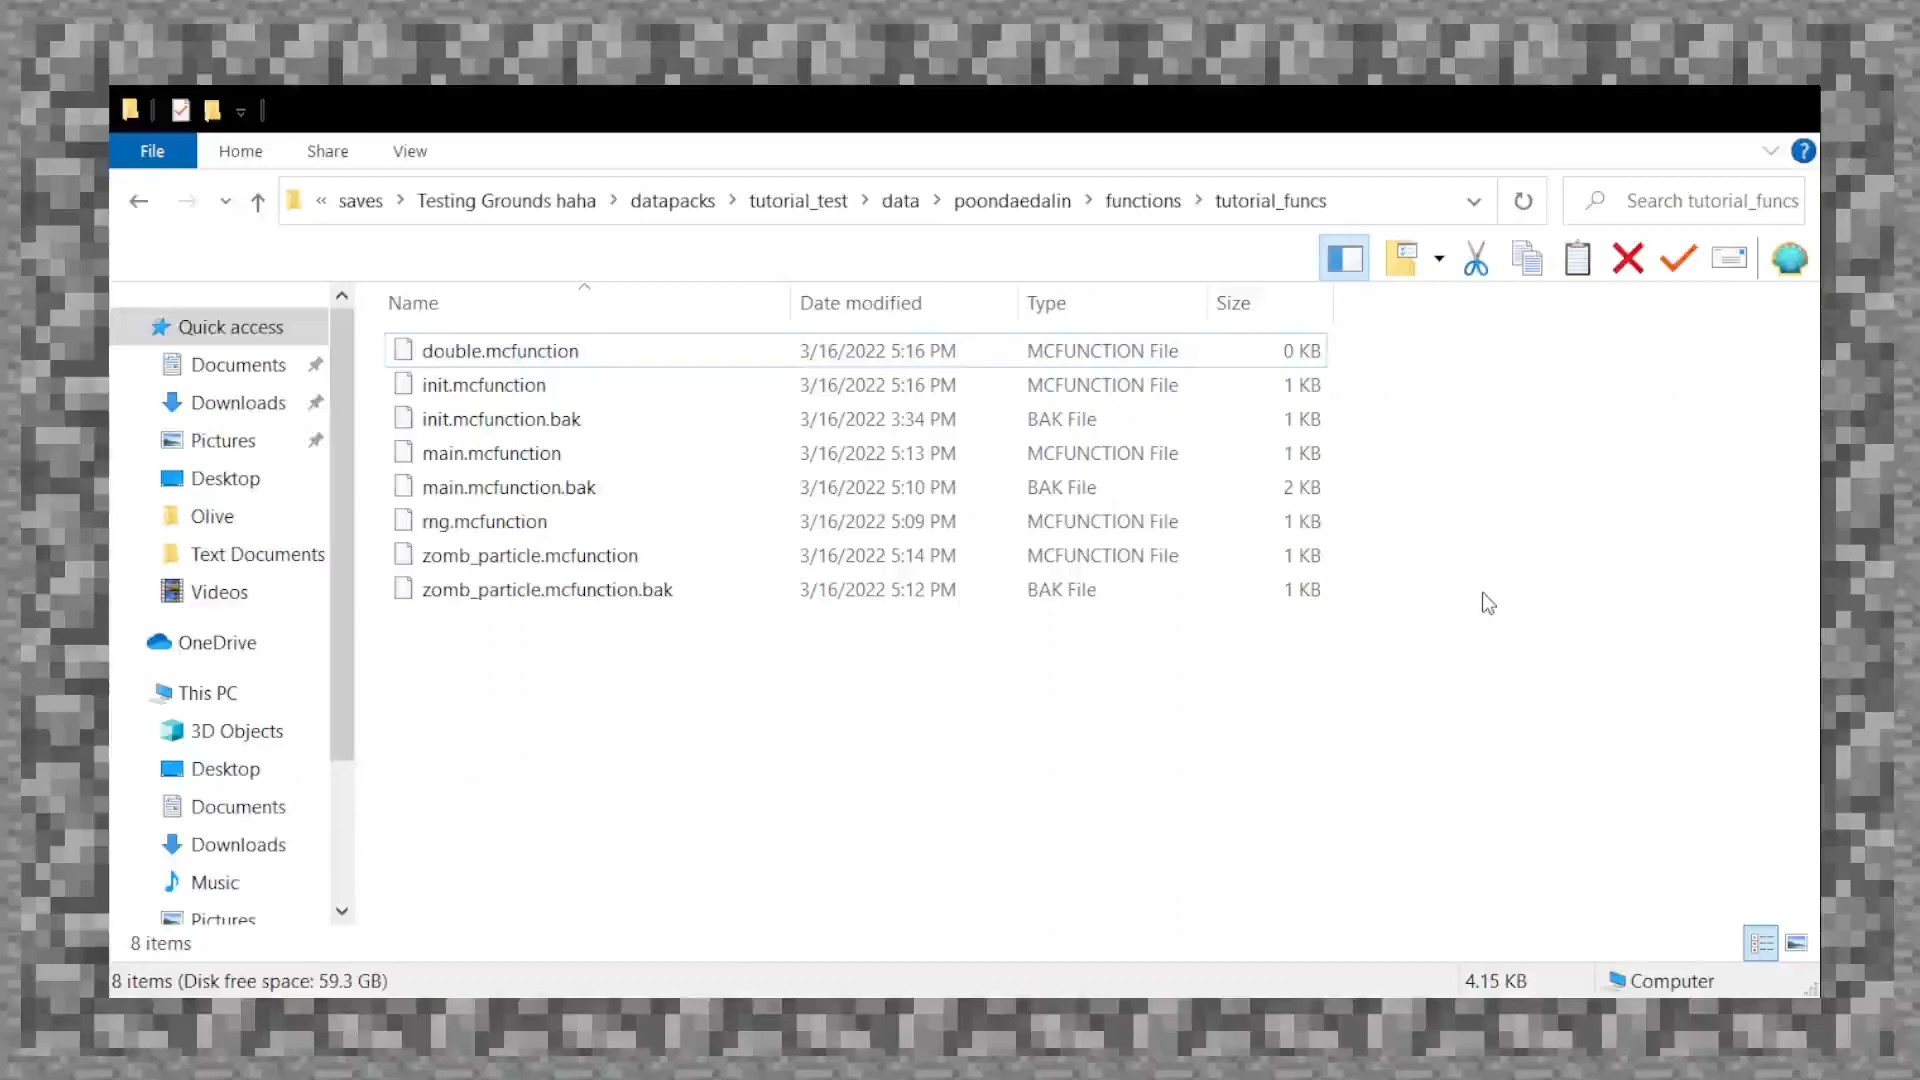 File Home Share View ?
« saves > Testing Grounds haha > datapacks > tutorial_test > data > poondaedalin > functions > tutorial_funcs Search tutorial_funcs
Name Date modified Type Size
Quick access
Documents
Downloads
Pictures
Desktop
Olive
Text Documents
Videos
OneDrive
This PC
3D Objects
Desktop
Documents
Downloads
Music
Pictures
double.mcfunction 3/16/2022 5:16 PM MCFUNCTION File 0 KB
init.mcfunction 3/16/2022 5:16 PM MCFUNCTION File 1 KB
init.mcfunction.bak 3/16/2022 3:34 PM BAK File 1 KB
main.mcfunction 3/16/2022 5:13 PM MCFUNCTION File 1 KB
main.mcfunction.bak 3/16/2022 5:10 PM BAK File 2 KB
rng.mcfunction 3/16/2022 5:09 PM MCFUNCTION File 1 KB
zomb_particle.mcfunction 3/16/2022 5:14 PM MCFUNCTION File 1 KB
zomb_particle.mcfunction.bak 3/16/2022 5:12 PM BAK File 1 KB
8 items
8 items (Disk free space: 59.3 GB) 4.15 KB Computer